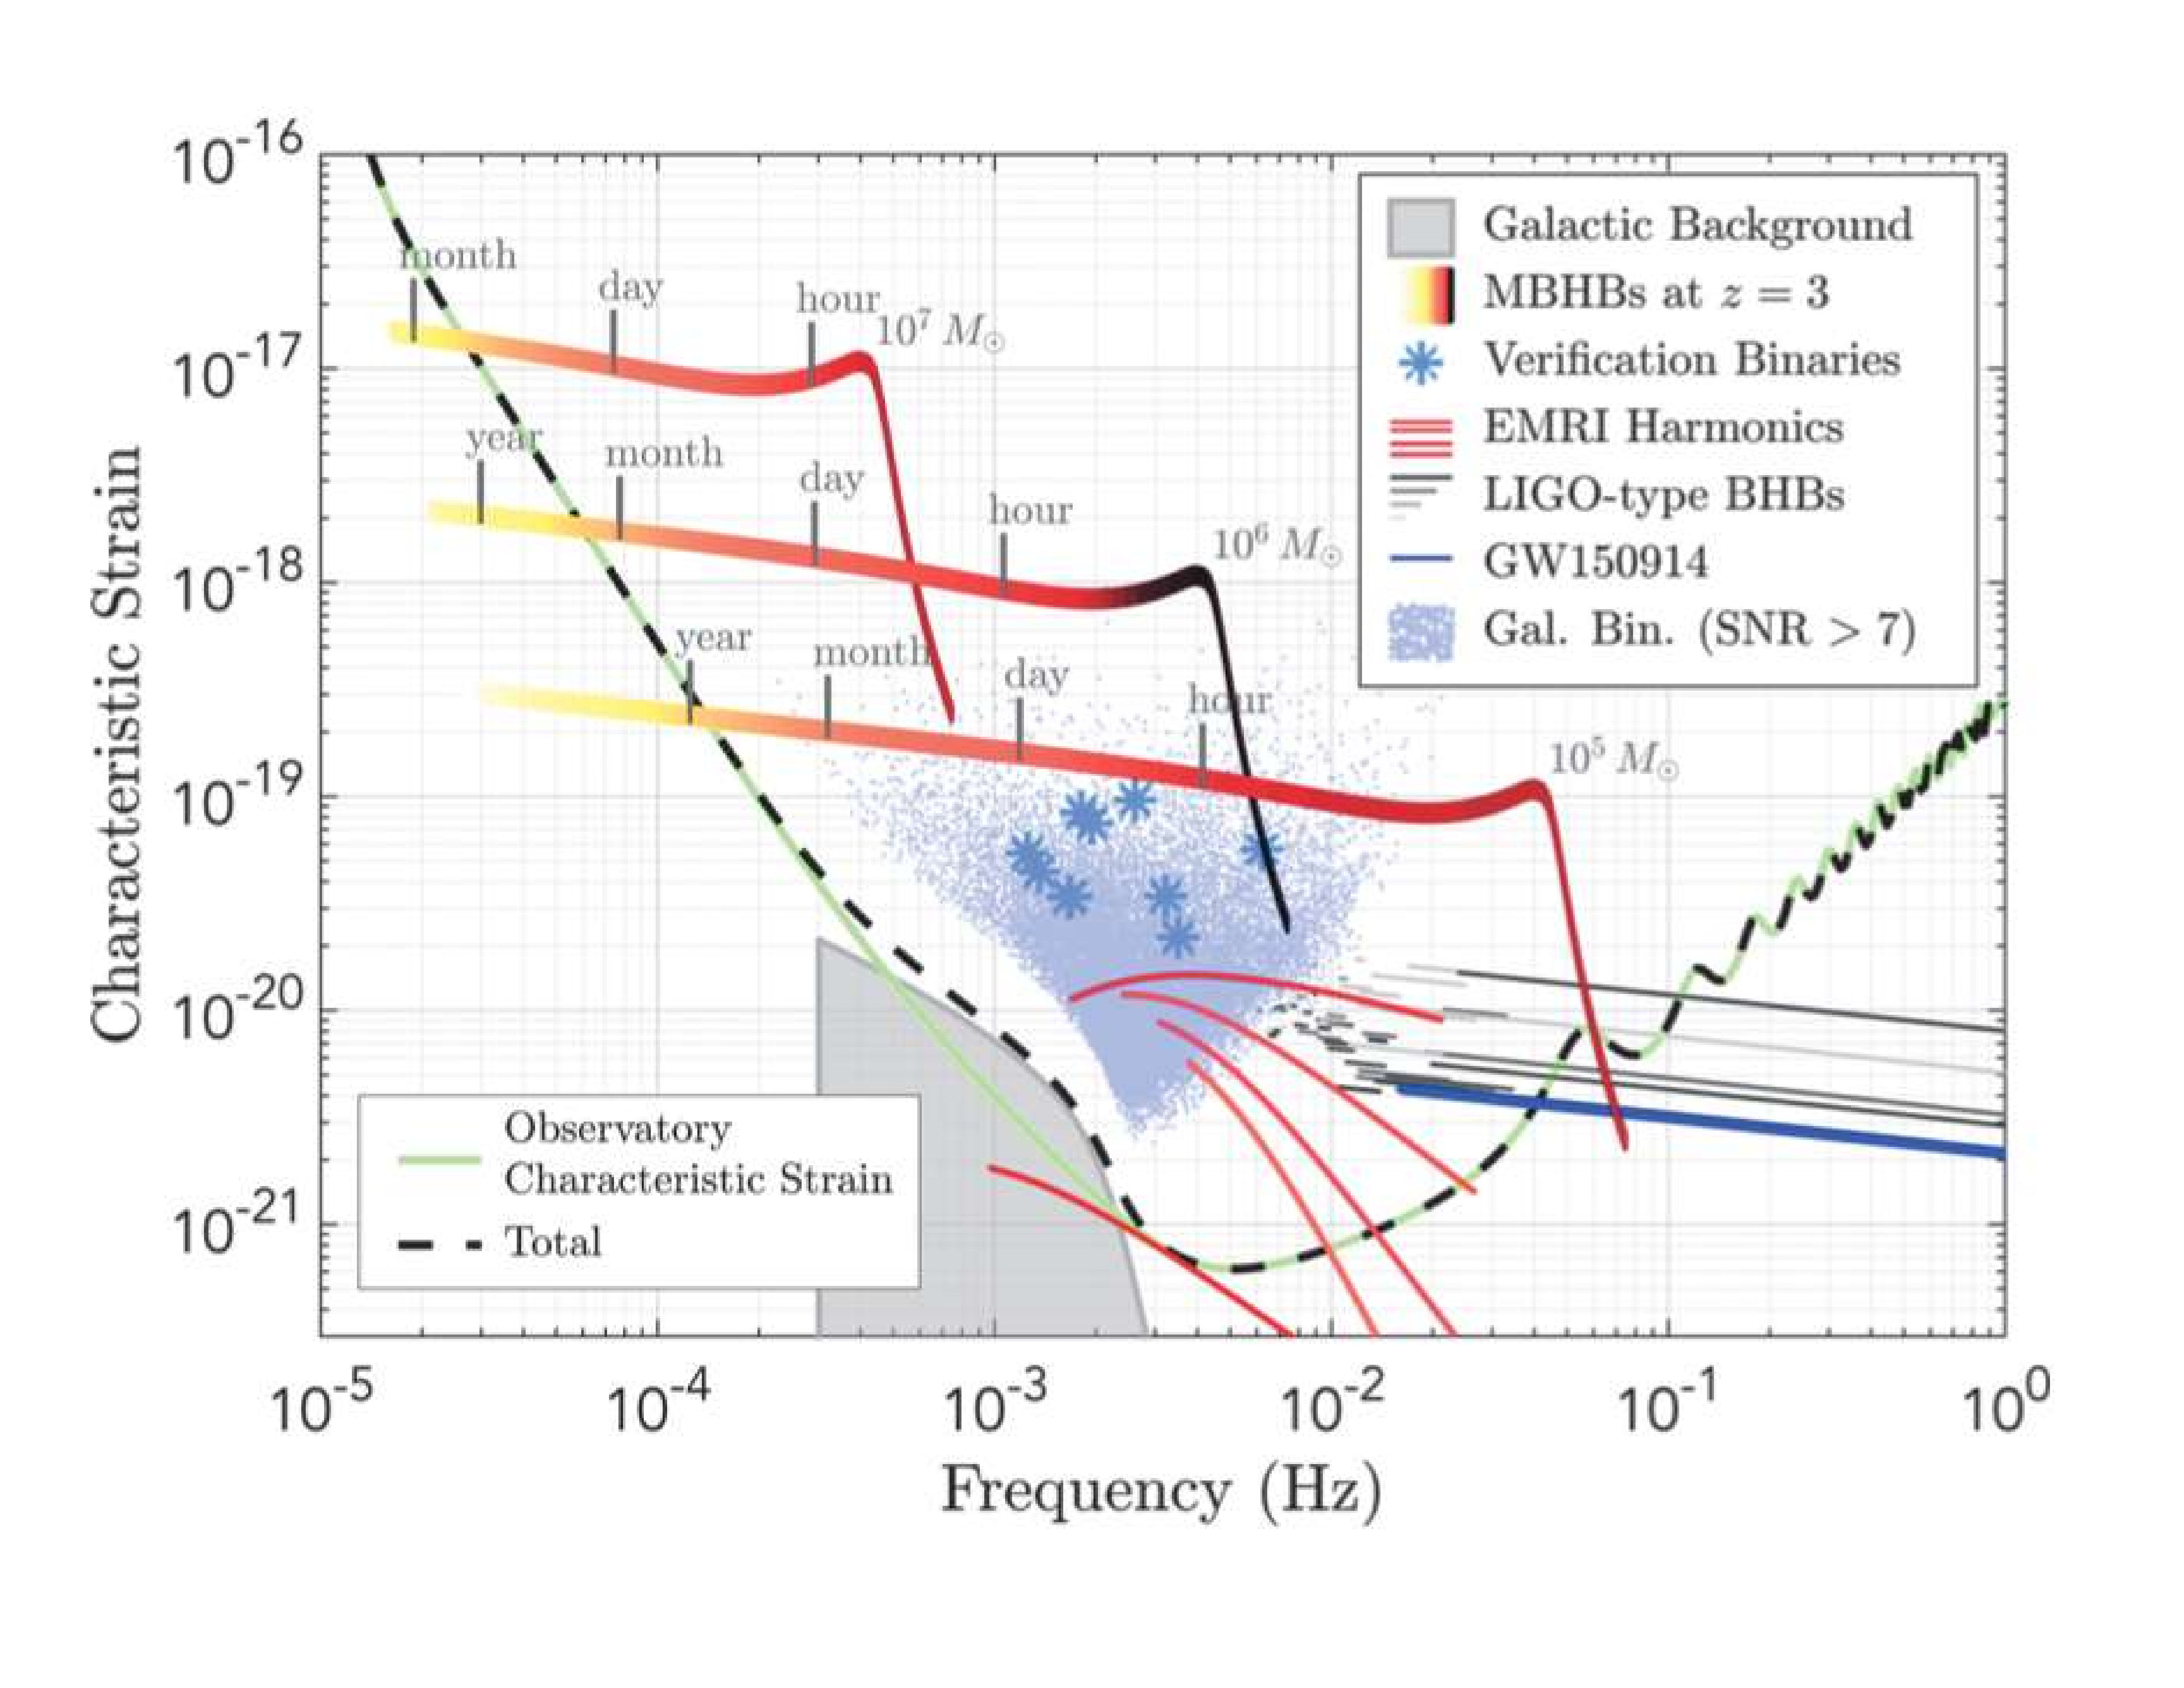 10^-16
10^-17
10^-18
10^-19
10^-20
10^-21
Characteristic Strain
month
day
hour
10^7 M☉
year
month
day
hour
10^6 M☉
year
month
day
hour
10^5 M☉
Galactic Background
MBHBs at z = 3
Verification Binaries
EMRI Harmonics
LIGO-type BHBs
GW150914
Gal. Bin. (SNR > 7)
Observatory
Characteristic Strain
Total
10^-5 10^-4 10^-3 10^-2 10^-1 10^0
Frequency (Hz)